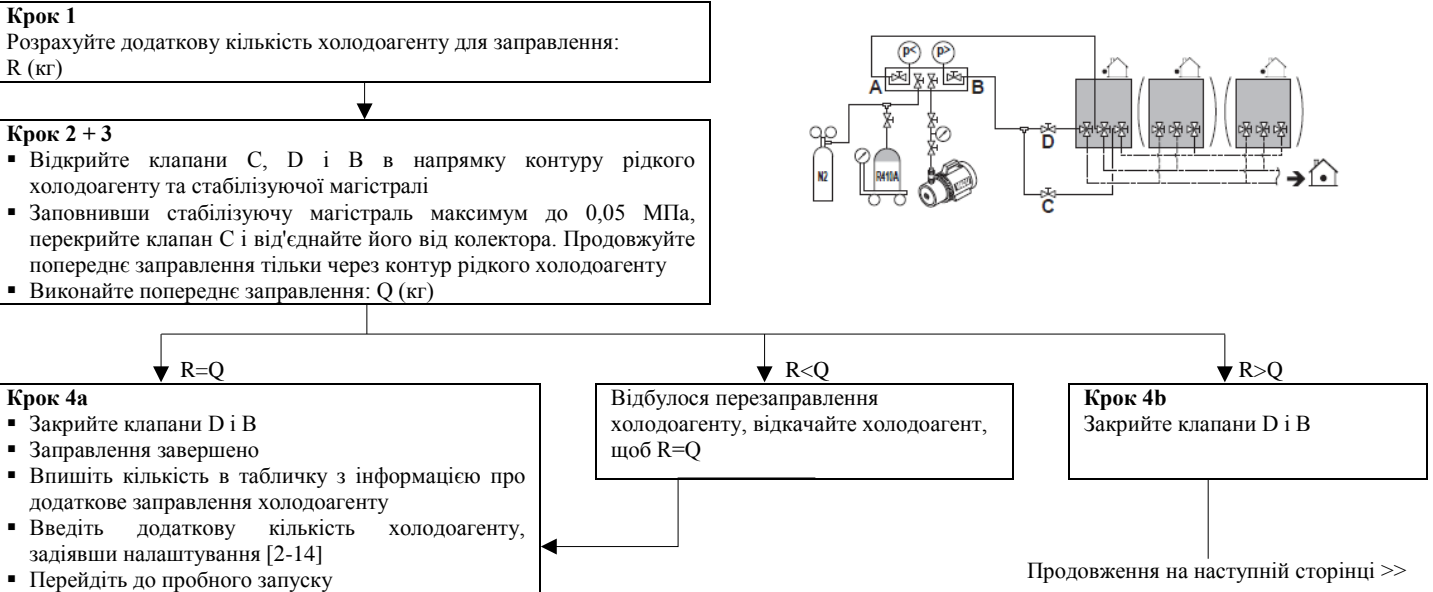 Крок 1
Розрахуйте додаткову кількість холодоагенту для заправлення:
R (кг)
p< p>
A B
D
N2 R410A
C
Крок 2 + 3
▪ Відкрийте клапани C, D і B в напрямку контуру рідкого
холодоагенту та стабілізуючої магістралі
▪ Заповнивши стабілізуючу магістраль максимум до 0,05 МПа,
перекрийте клапан C і від'єднайте його від колектора. Продовжуйте
попереднє заправлення тільки через контур рідкого холодоагенту
▪ Виконайте попереднє заправлення: Q (кг)
R=Q
R<Q
R>Q
Крок 4a
▪ Закрийте клапани D і B
▪ Заправлення завершено
▪ Впишіть кількість в табличку з інформацією про
додаткове заправлення холодоагенту
▪ Введіть додаткову кількість холодоагенту,
задіявши налаштування [2-14]
▪ Перейдіть до пробного запуску
Відбулося перезаправлення
холодоагенту, відкачайте холодоагент,
щоб R=Q
Крок 4b
Закрийте клапани D і B
Продовження на наступній сторінці >>